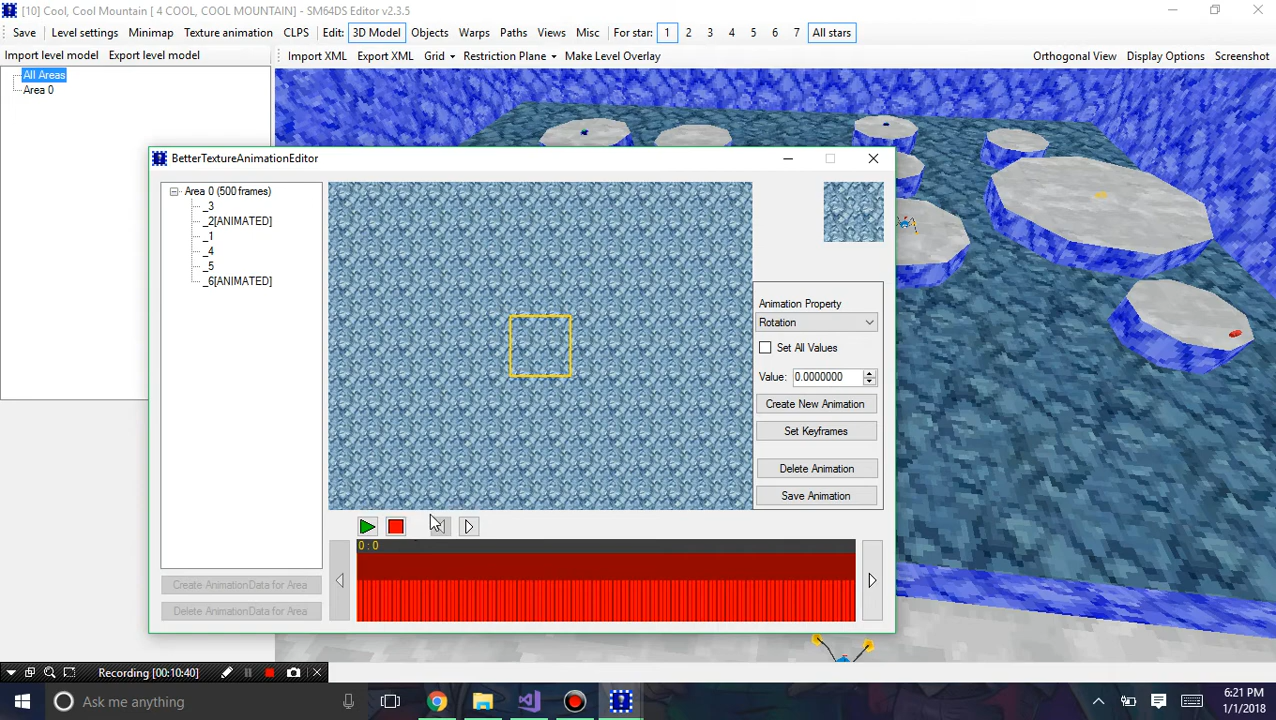 [10] Cool, Cool Mountain [ 4 COOL, COOL MOUNTAIN] - SM64DS Editor v2.3.5
Save Level settings Minimap Texture animation CLPS Edit: 3D Model Objects Warps Paths Views Misc For star: 1 2 3 4 5 6 7 All stars
Import level model Export level model Import XML Export XML Grid Restriction Plane Make Level Overlay Orthogonal View Display Options Screenshot
All Areas
Area 0
BetterTextureAnimationEditor
Area 0 (500 frames)
_3
_2[ANIMATED]
_1
_4
_5
_6[ANIMATED]
Animation Property
Rotation
Set All Values
Value: 0.0000000
Create New Animation
Set Keyframes
Delete Animation
Save Animation
0 : 0
Create AnimationData for Area
Delete AnimationData for Area
Recording [00:10:40]
Ask me anything
6:21 PM
1/1/2018